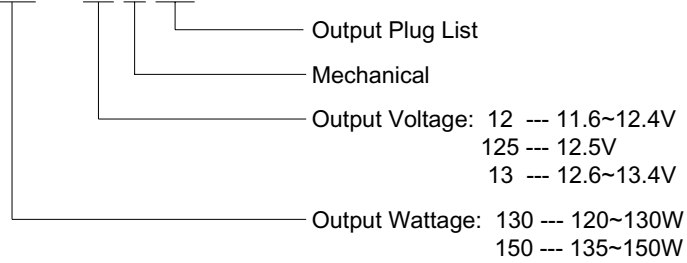 Output Plug List
Mechanical
Output Voltage: 12 --- 11.6~12.4V
125 --- 12.5V
13 --- 12.6~13.4V
Output Wattage: 130 --- 120~130W
150 --- 135~150W